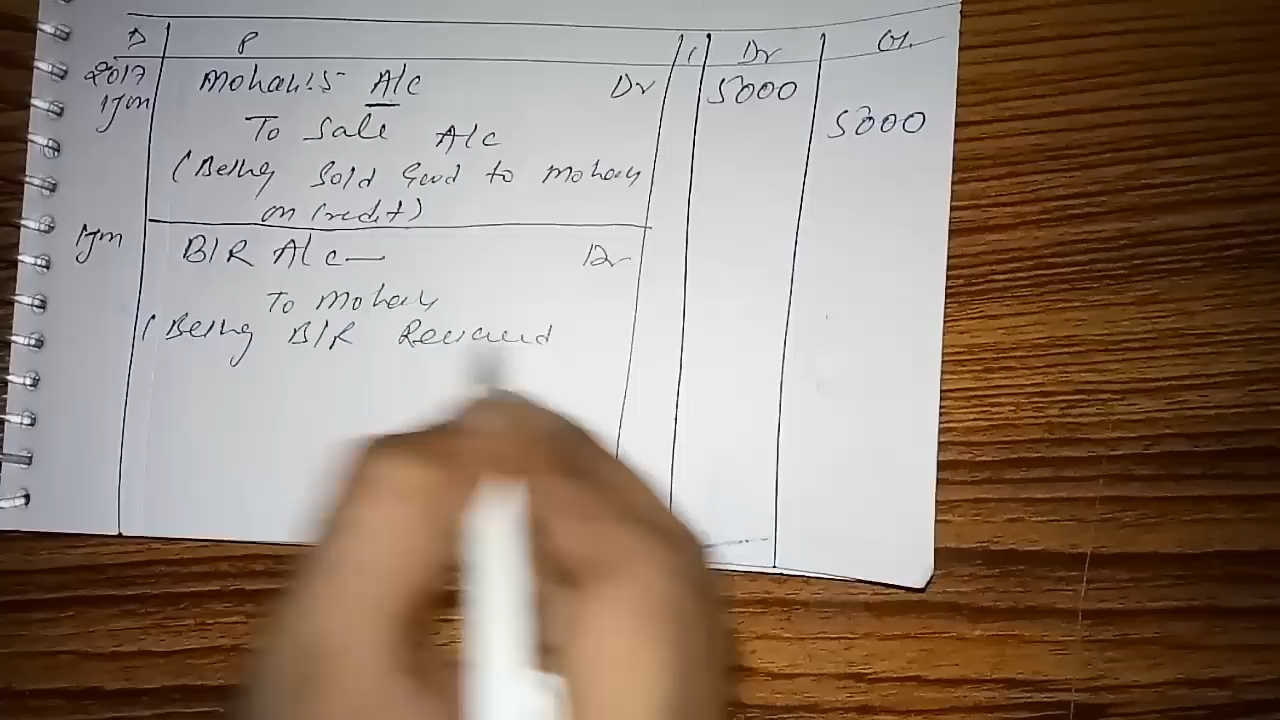 D P L Dr Cr.
2017 Mohan's A/c Dr 5000
1 Jan To Sale A/c 5000
(Being Sold Good to Mohan
on Credit)
1 Jan B/R A/c Dr
To Mohan
(Being B/R Received